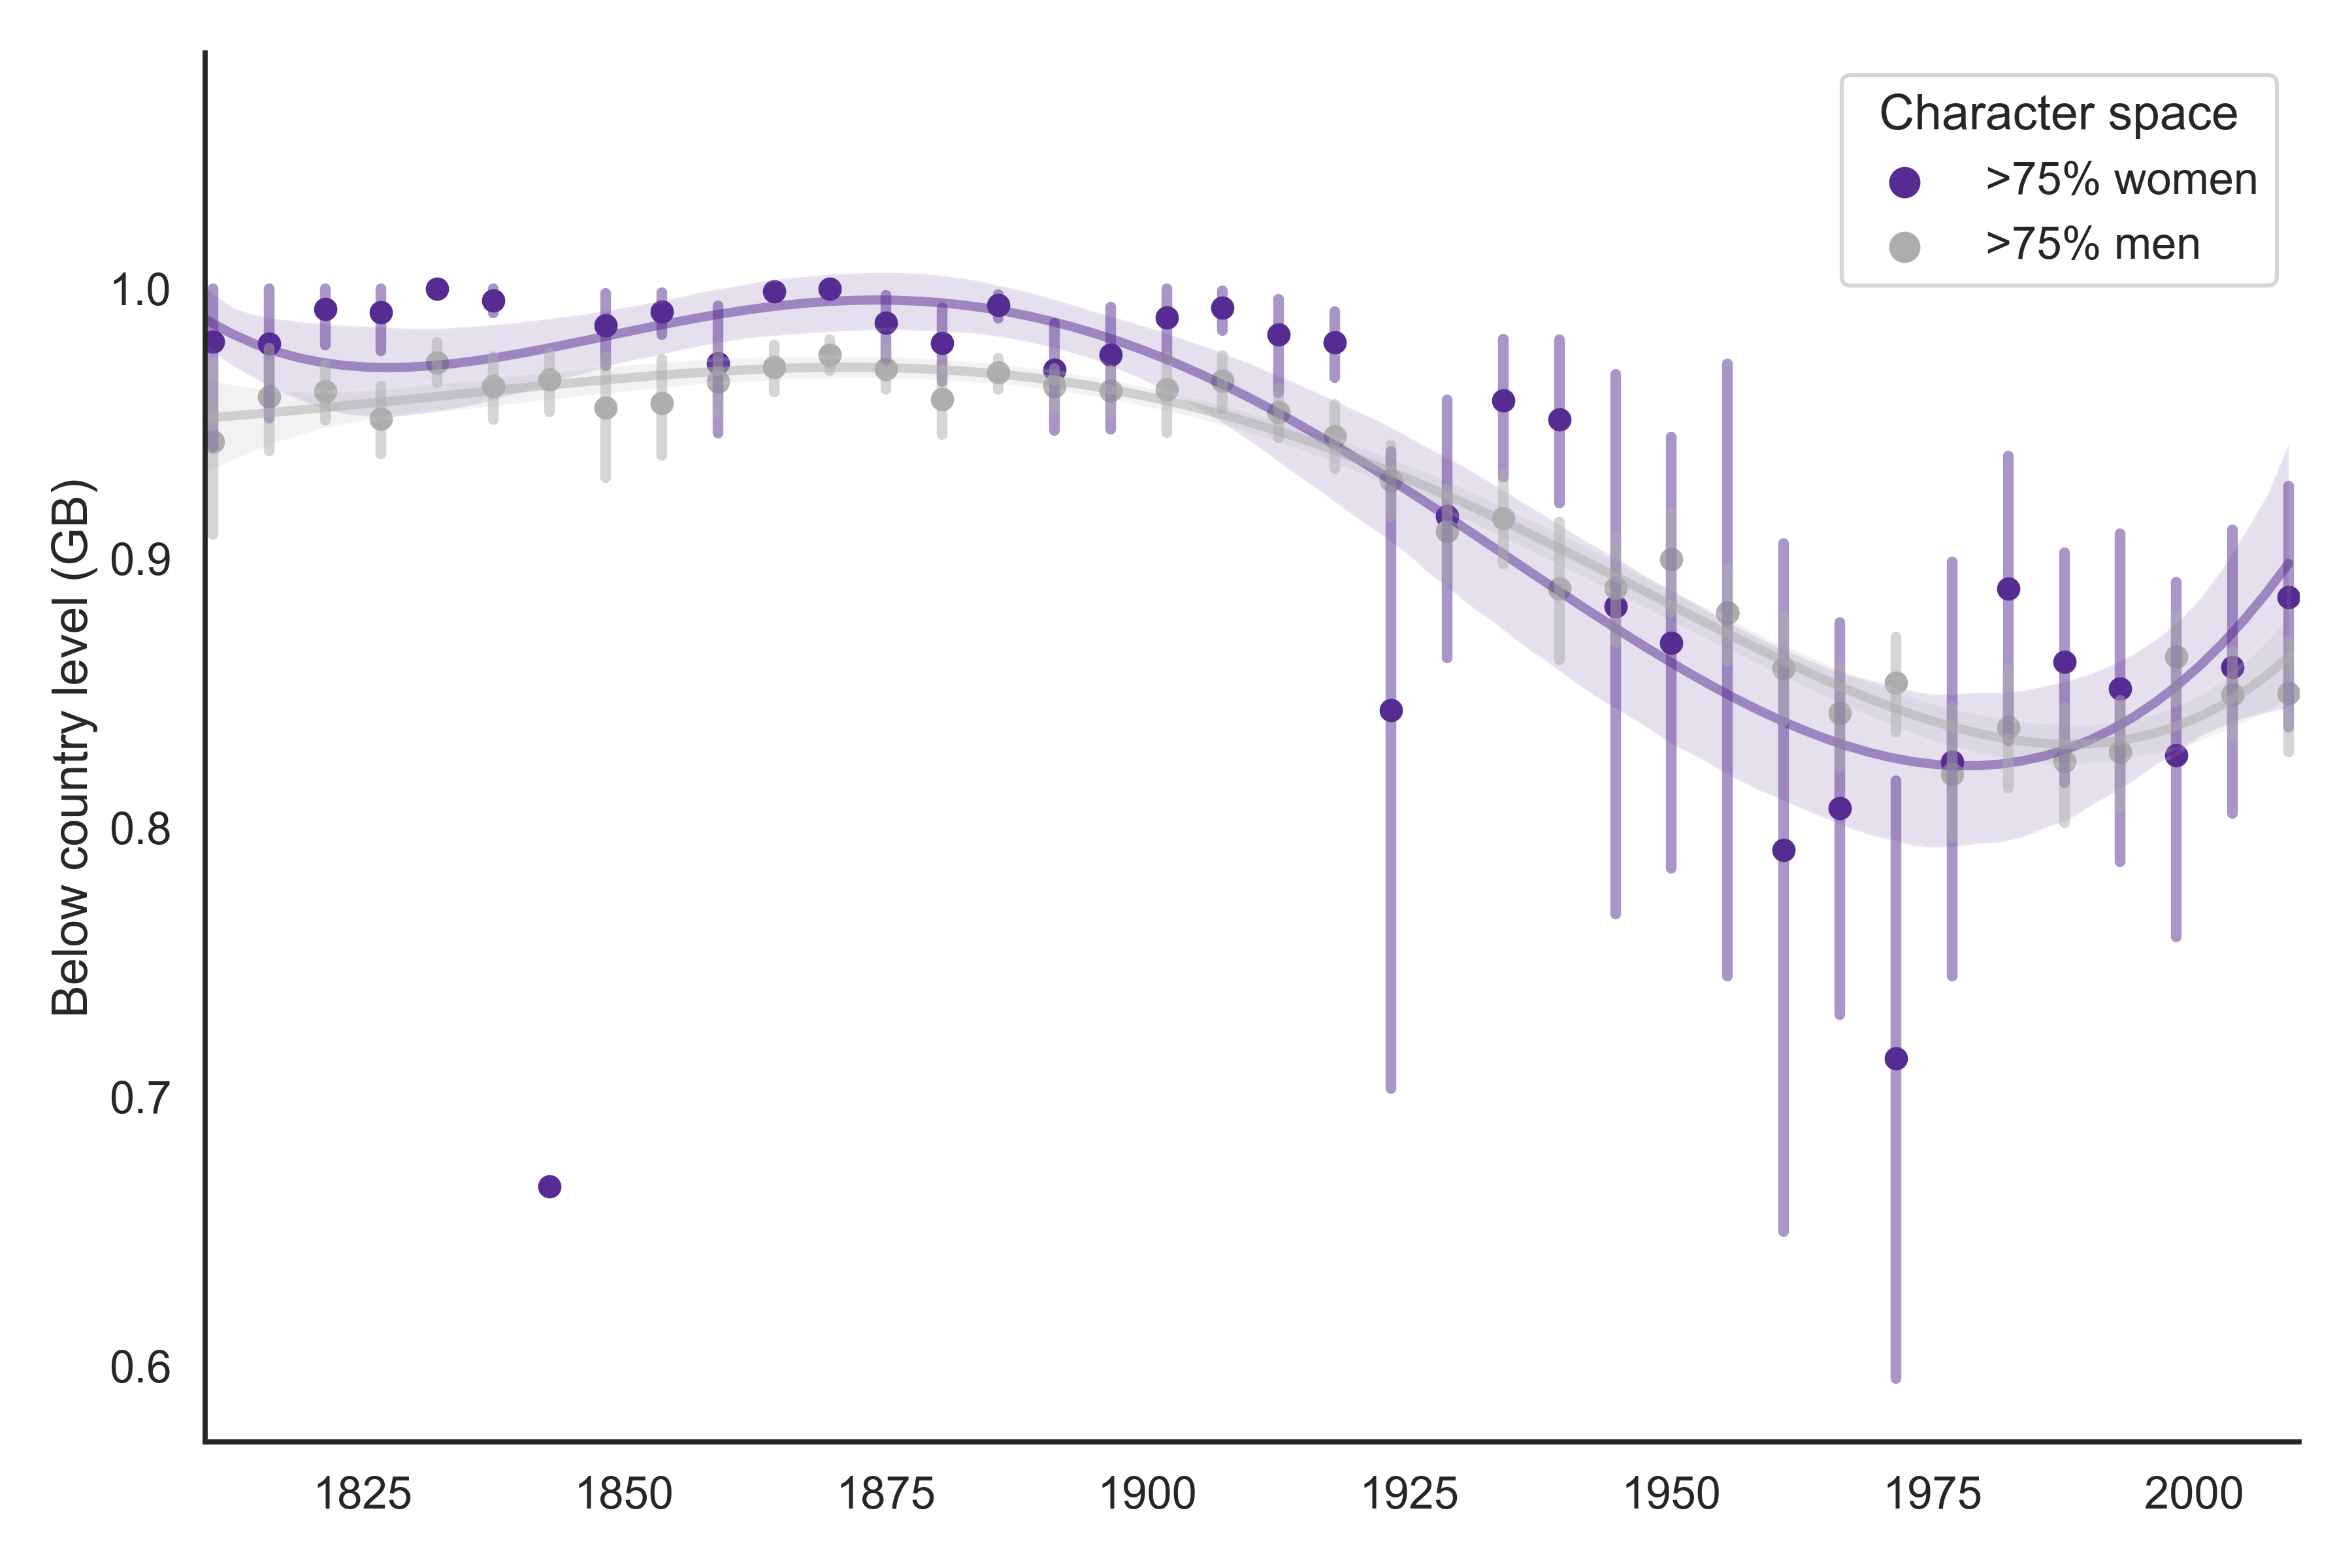 Character space
>75% women
>75% men
Below country level (GB)
1.0
0.9
0.8
0.7
0.6
1825 1850 1875 1900 1925 1950 1975 2000